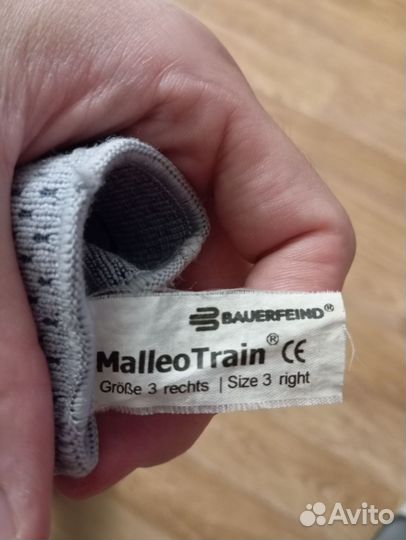 BAUERFEIND®
MalleoTrain® CE
Größe 3 rechts | Size 3 right
Avito